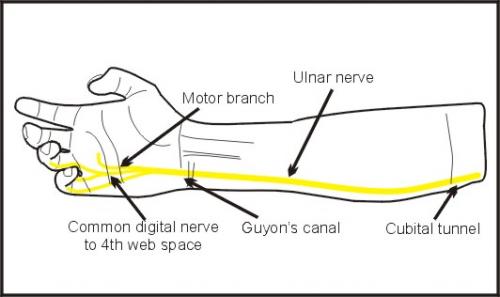 Ulnar nerve
Motor branch
Common digital nerve
to 4th web space
Guyon's canal
Cubital tunnel